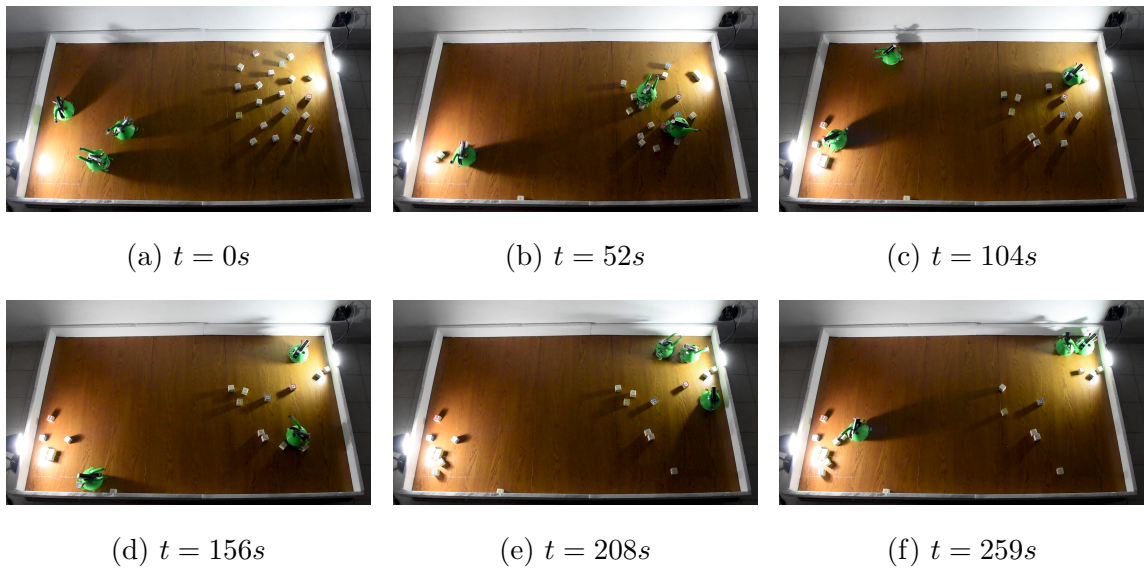 (a) t = 0s
(b) t = 52s
(c) t = 104s
(d) t = 156s
(e) t = 208s
(f) t = 259s